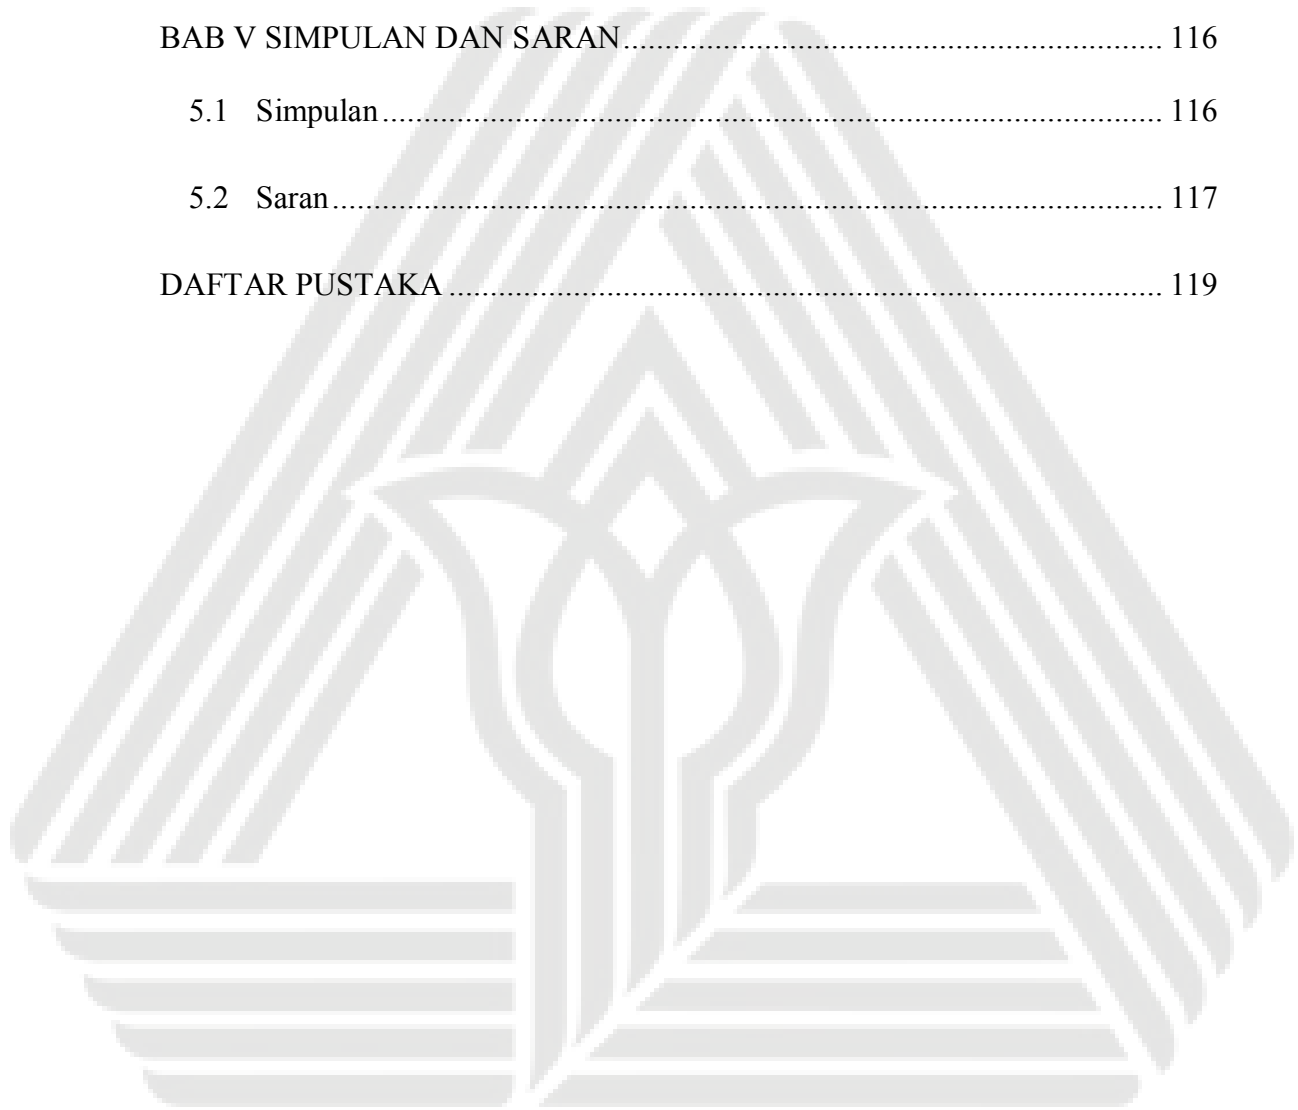 BAB V SIMPULAN DAN SARAN.................................................................. 116
5.1 Simpulan................................................................................................ 116
5.2 Saran...................................................................................................... 117
DAFTAR PUSTAKA ........................................................................................ 119